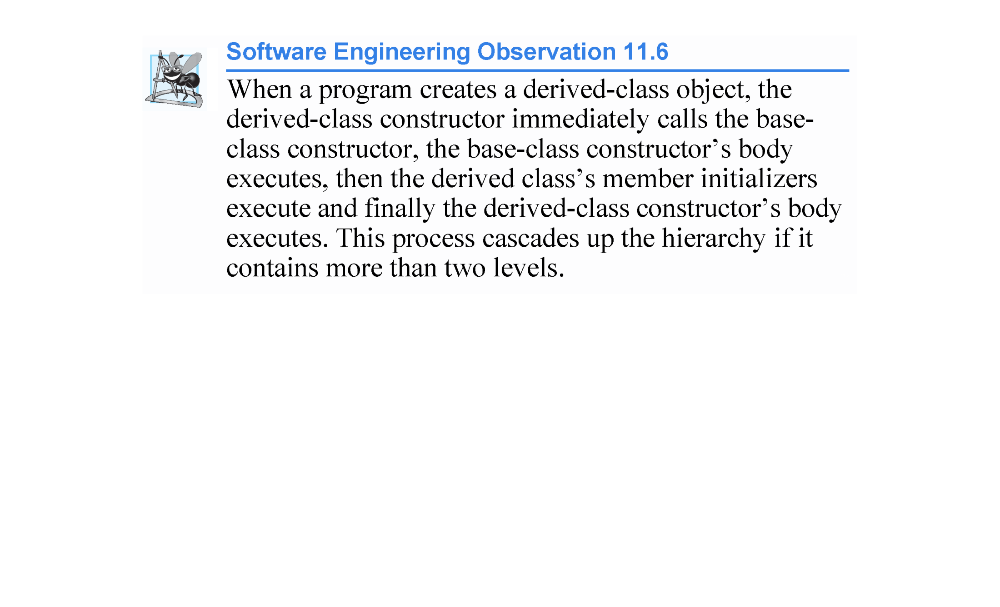 Software Engineering Observation 11.6
When a program creates a derived-class object, the
derived-class constructor immediately calls the base-
class constructor, the base-class constructor’s body
executes, then the derived class’s member initializers
execute and finally the derived-class constructor’s body
executes. This process cascades up the hierarchy if it
contains more than two levels.